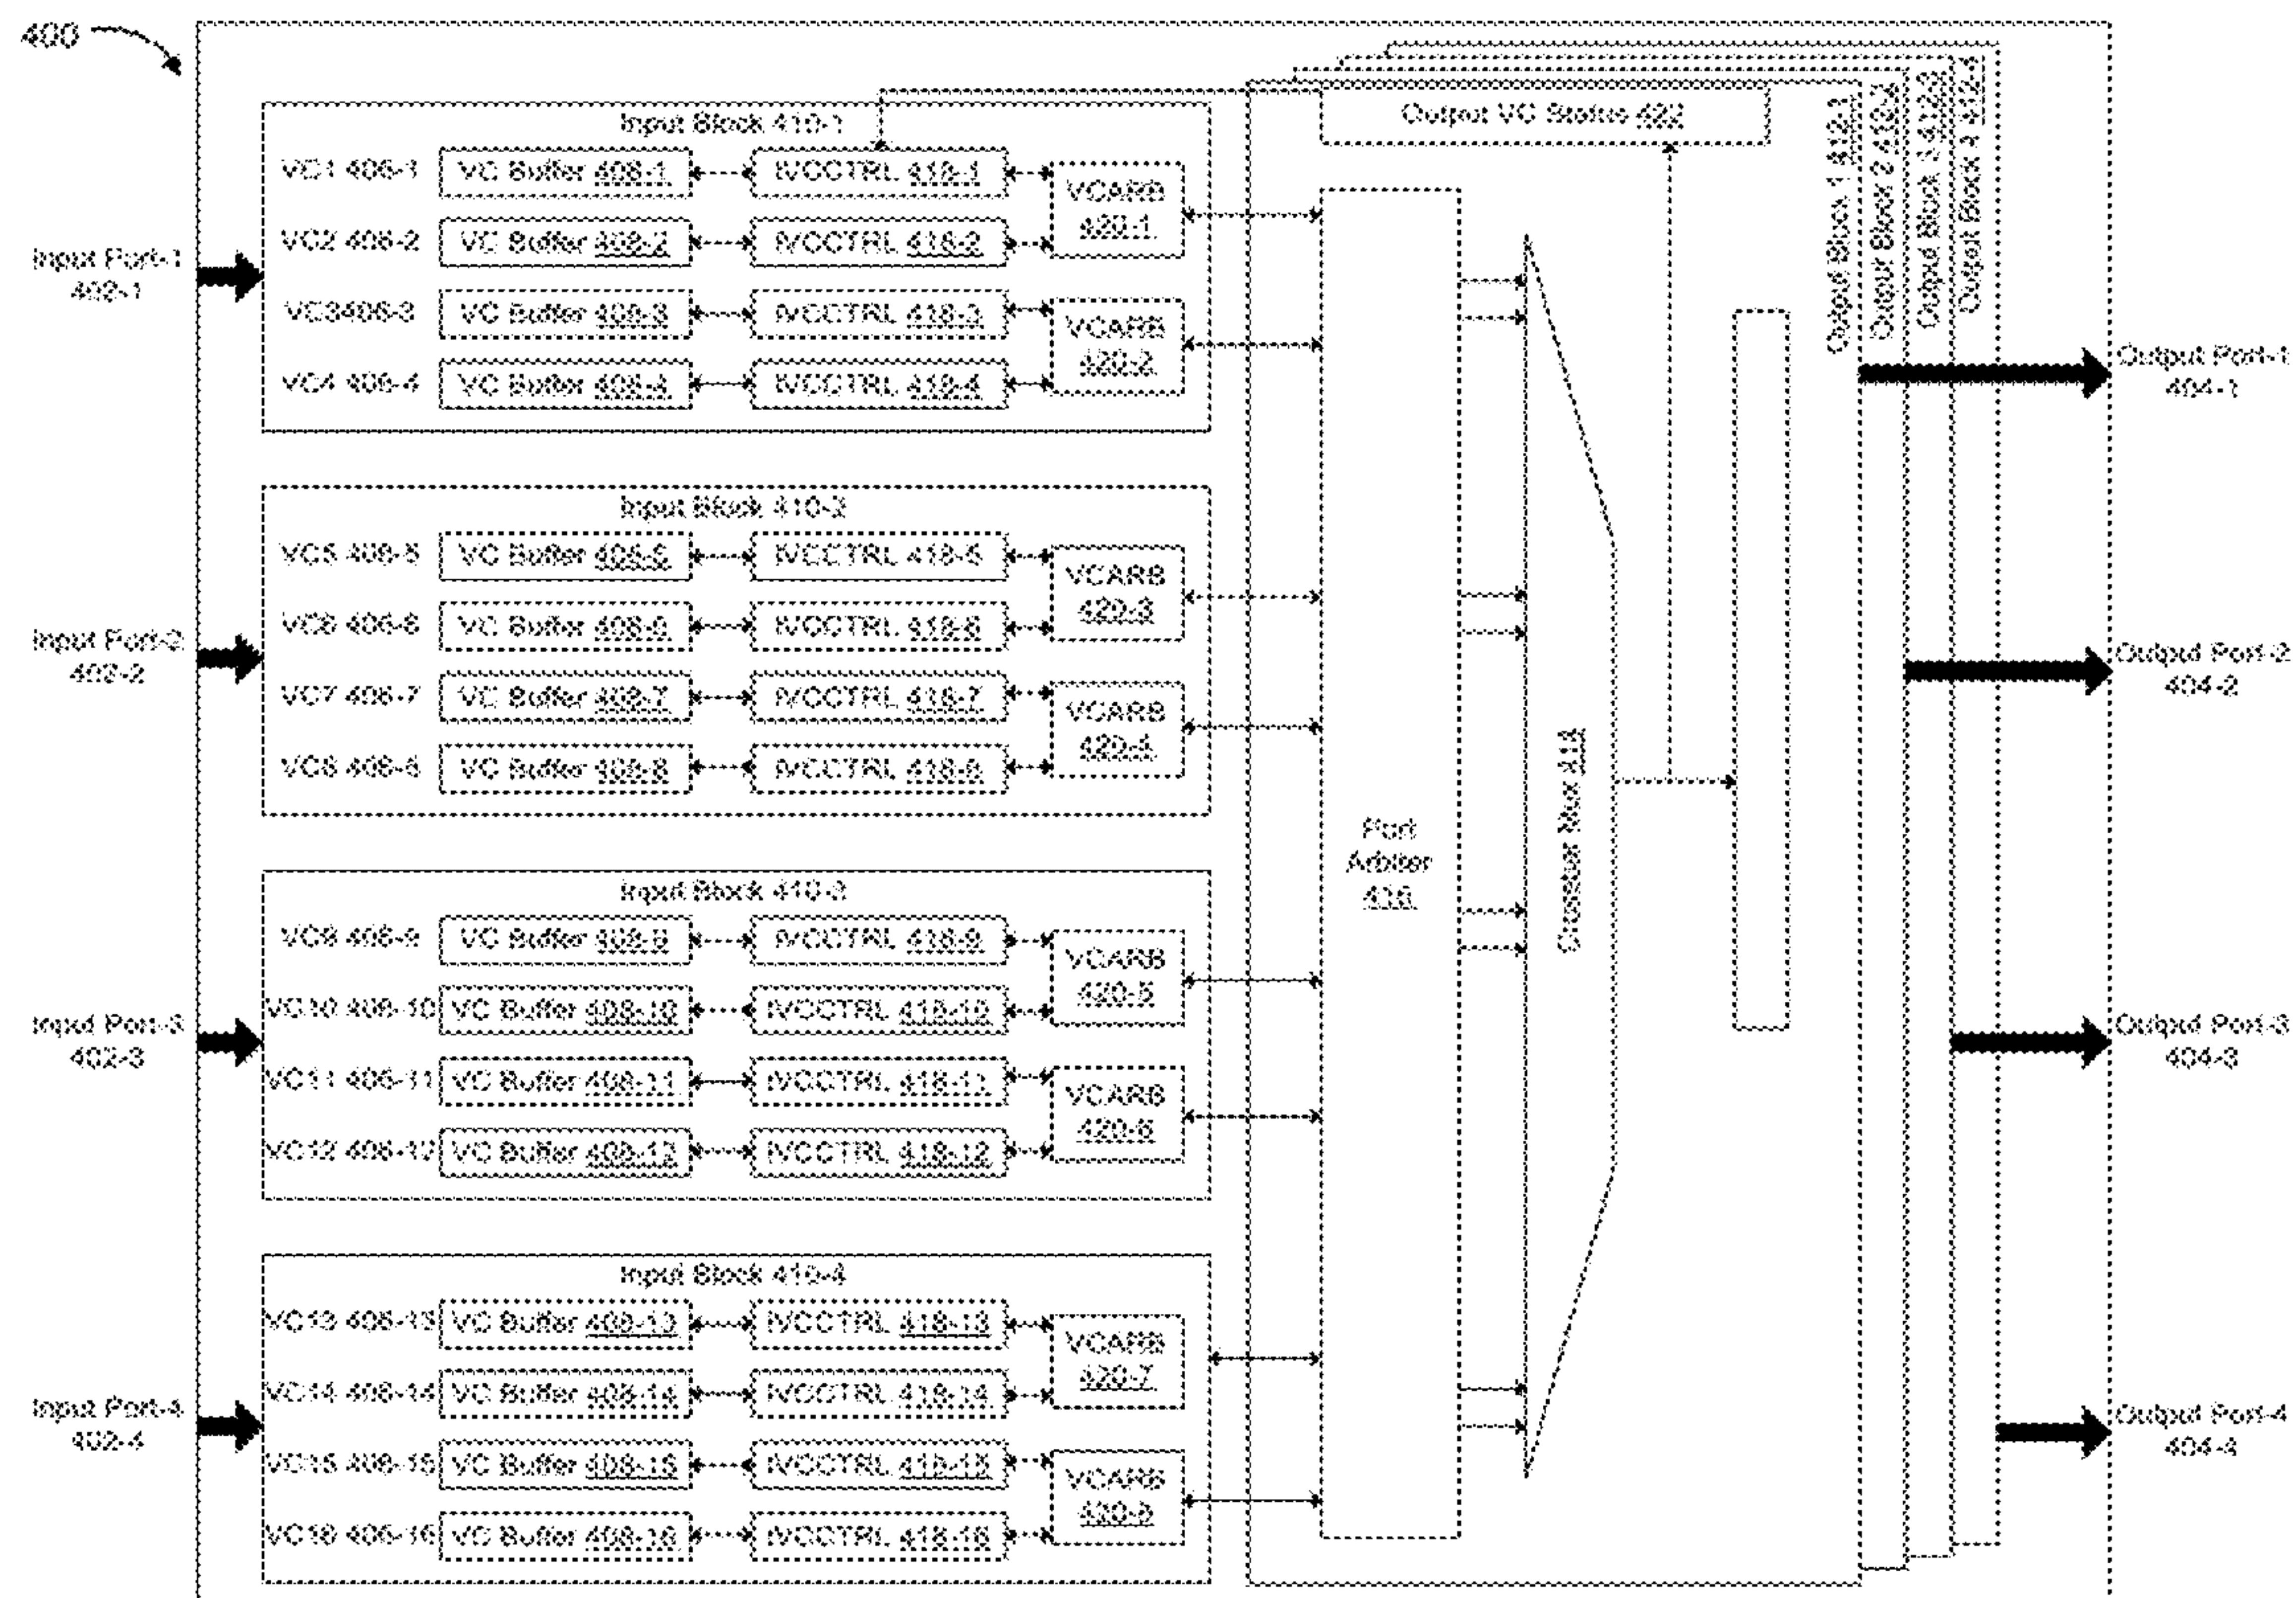 400
Input Block 410-1
VC1 406-1
VC Buffer 408-1
IVCCTRL 418-1
VCARB
420-1
VC2 406-2
VC Buffer 408-2
IVCCTRL 418-2
VC3406-3
VC Buffer 408-3
IVCCTRL 418-3
VCARB
420-2
VC4 406-4
VC Buffer 408-4
IVCCTRL 418-4
Input Port-1
402-1
Input Block 410-2
VC5 406-5
VC Buffer 408-5
IVCCTRL 418-5
VCARB
420-3
VC6 406-6
VC Buffer 408-6
IVCCTRL 418-6
VC7 406-7
VC Buffer 408-7
IVCCTRL 418-7
VCARB
420-4
VC8 406-8
VC Buffer 408-8
IVCCTRL 418-8
Input Port-2
402-2
Input Block 410-3
VC9 406-9
VC Buffer 408-9
IVCCTRL 418-9
VCARB
420-5
VC10 406-10
VC Buffer 408-10
IVCCTRL 418-10
VC11 406-11
VC Buffer 408-11
IVCCTRL 418-11
VCARB
420-6
VC12 406-12
VC Buffer 408-12
IVCCTRL 418-12
Input Port-3
402-3
Input Block 410-4
VC13 406-13
VC Buffer 408-13
IVCCTRL 418-13
VCARB
420-7
VC14 406-14
VC Buffer 408-14
IVCCTRL 418-14
VC15 406-15
VC Buffer 408-15
IVCCTRL 418-15
VCARB
420-8
VC16 406-16
VC Buffer 408-16
IVCCTRL 418-16
Input Port-4
402-4
Output VC Status 422
Port
Arbiter
416
Crossbar Mux 414
Output Block 1 412-1
Output Block 2 412-2
Output Block 3 412-3
Output Block 4 412-4
Output Port-1
404-1
Output Port-2
404-2
Output Port-3
404-3
Output Port-4
404-4